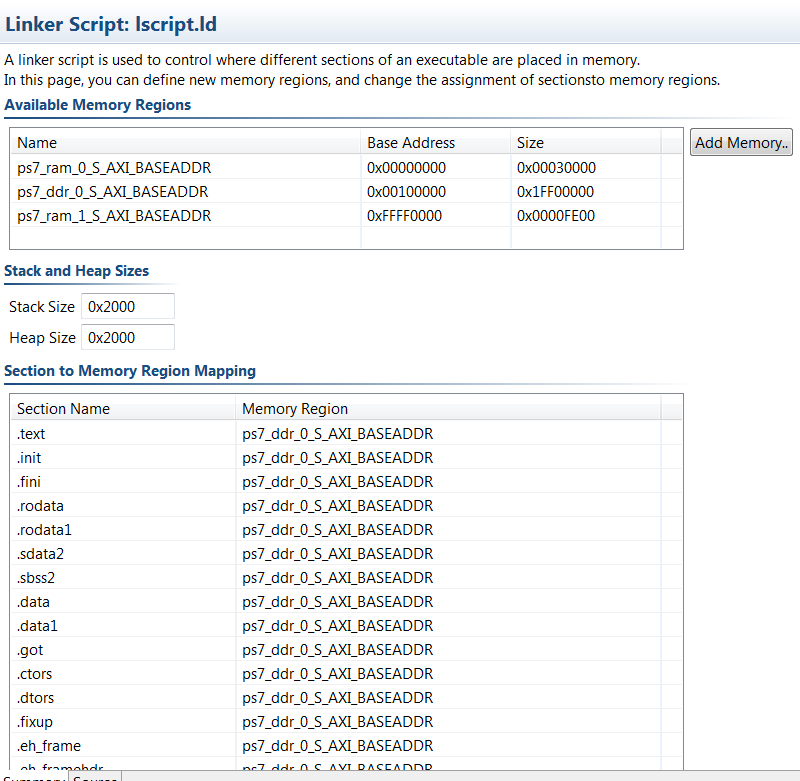 Linker Script: lscript.ld
A linker script is used to control where different sections of an executable are placed in memory.
In this page, you can define new memory regions, and change the assignment of sectionsto memory regions.
Available Memory Regions
Name Base Address Size
Add Memory..
ps7_ram_0_S_AXI_BASEADDR 0x00000000 0x00030000
ps7_ddr_0_S_AXI_BASEADDR 0x00100000 0x1FF00000
ps7_ram_1_S_AXI_BASEADDR 0xFFFF0000 0x0000FE00
Stack and Heap Sizes
Stack Size 0x2000
Heap Size 0x2000
Section to Memory Region Mapping
Section Name Memory Region
.text ps7_ddr_0_S_AXI_BASEADDR
.init ps7_ddr_0_S_AXI_BASEADDR
.fini ps7_ddr_0_S_AXI_BASEADDR
.rodata ps7_ddr_0_S_AXI_BASEADDR
.rodata1 ps7_ddr_0_S_AXI_BASEADDR
.sdata2 ps7_ddr_0_S_AXI_BASEADDR
.sbss2 ps7_ddr_0_S_AXI_BASEADDR
.data ps7_ddr_0_S_AXI_BASEADDR
.data1 ps7_ddr_0_S_AXI_BASEADDR
.got ps7_ddr_0_S_AXI_BASEADDR
.ctors ps7_ddr_0_S_AXI_BASEADDR
.dtors ps7_ddr_0_S_AXI_BASEADDR
.fixup ps7_ddr_0_S_AXI_BASEADDR
.eh_frame ps7_ddr_0_S_AXI_BASEADDR
.eh_framehdr ps7_ddr_0_S_AXI_BASEADDR
Summary Source